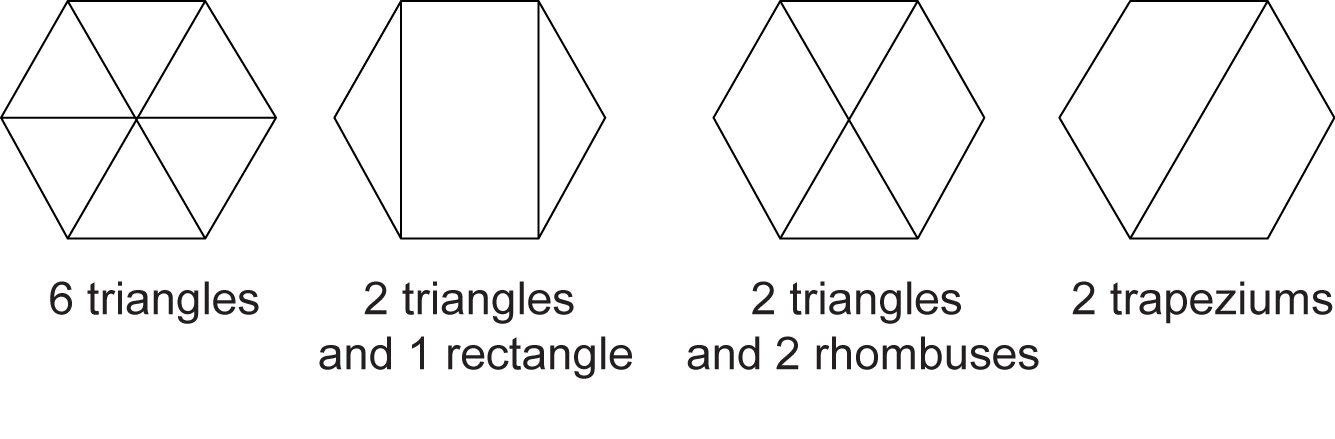 6 triangles
2 triangles
and 1 rectangle
2 triangles
and 2 rhombuses
2 trapeziums